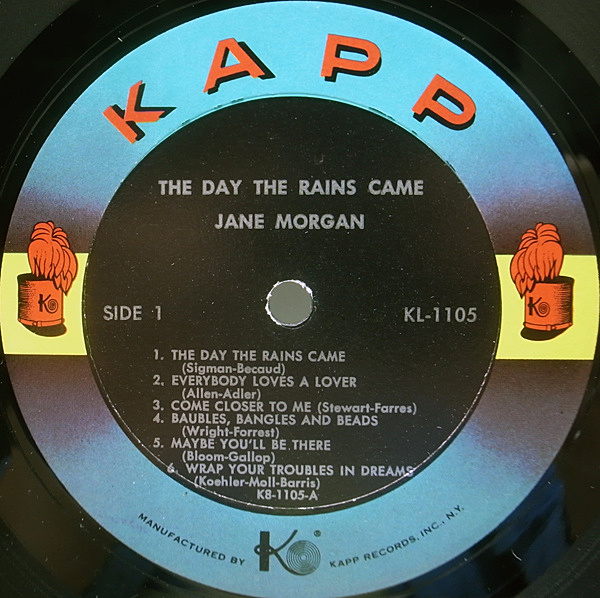 KAPP
THE DAY THE RAINS CAME
JANE MORGAN
SIDE 1
KL-1105
1. THE DAY THE RAINS CAME
(Sigman-Becaud)
2. EVERYBODY LOVES A LOVER
(Allen-Adler)
3. COME CLOSER TO ME (Stewart-Farres)
4. BAUBLES, BANGLES AND BEADS
(Wright-Forrest)
5. MAYBE YOU'LL BE THERE
(Bloom-Gallop)
6. WRAP YOUR TROUBLES IN DREAMS
(Koehler-Moll-Barris)
K8-1105-A
K
K
MANUFACTURED BY K ® KAPP RECORDS, INC., N.Y.